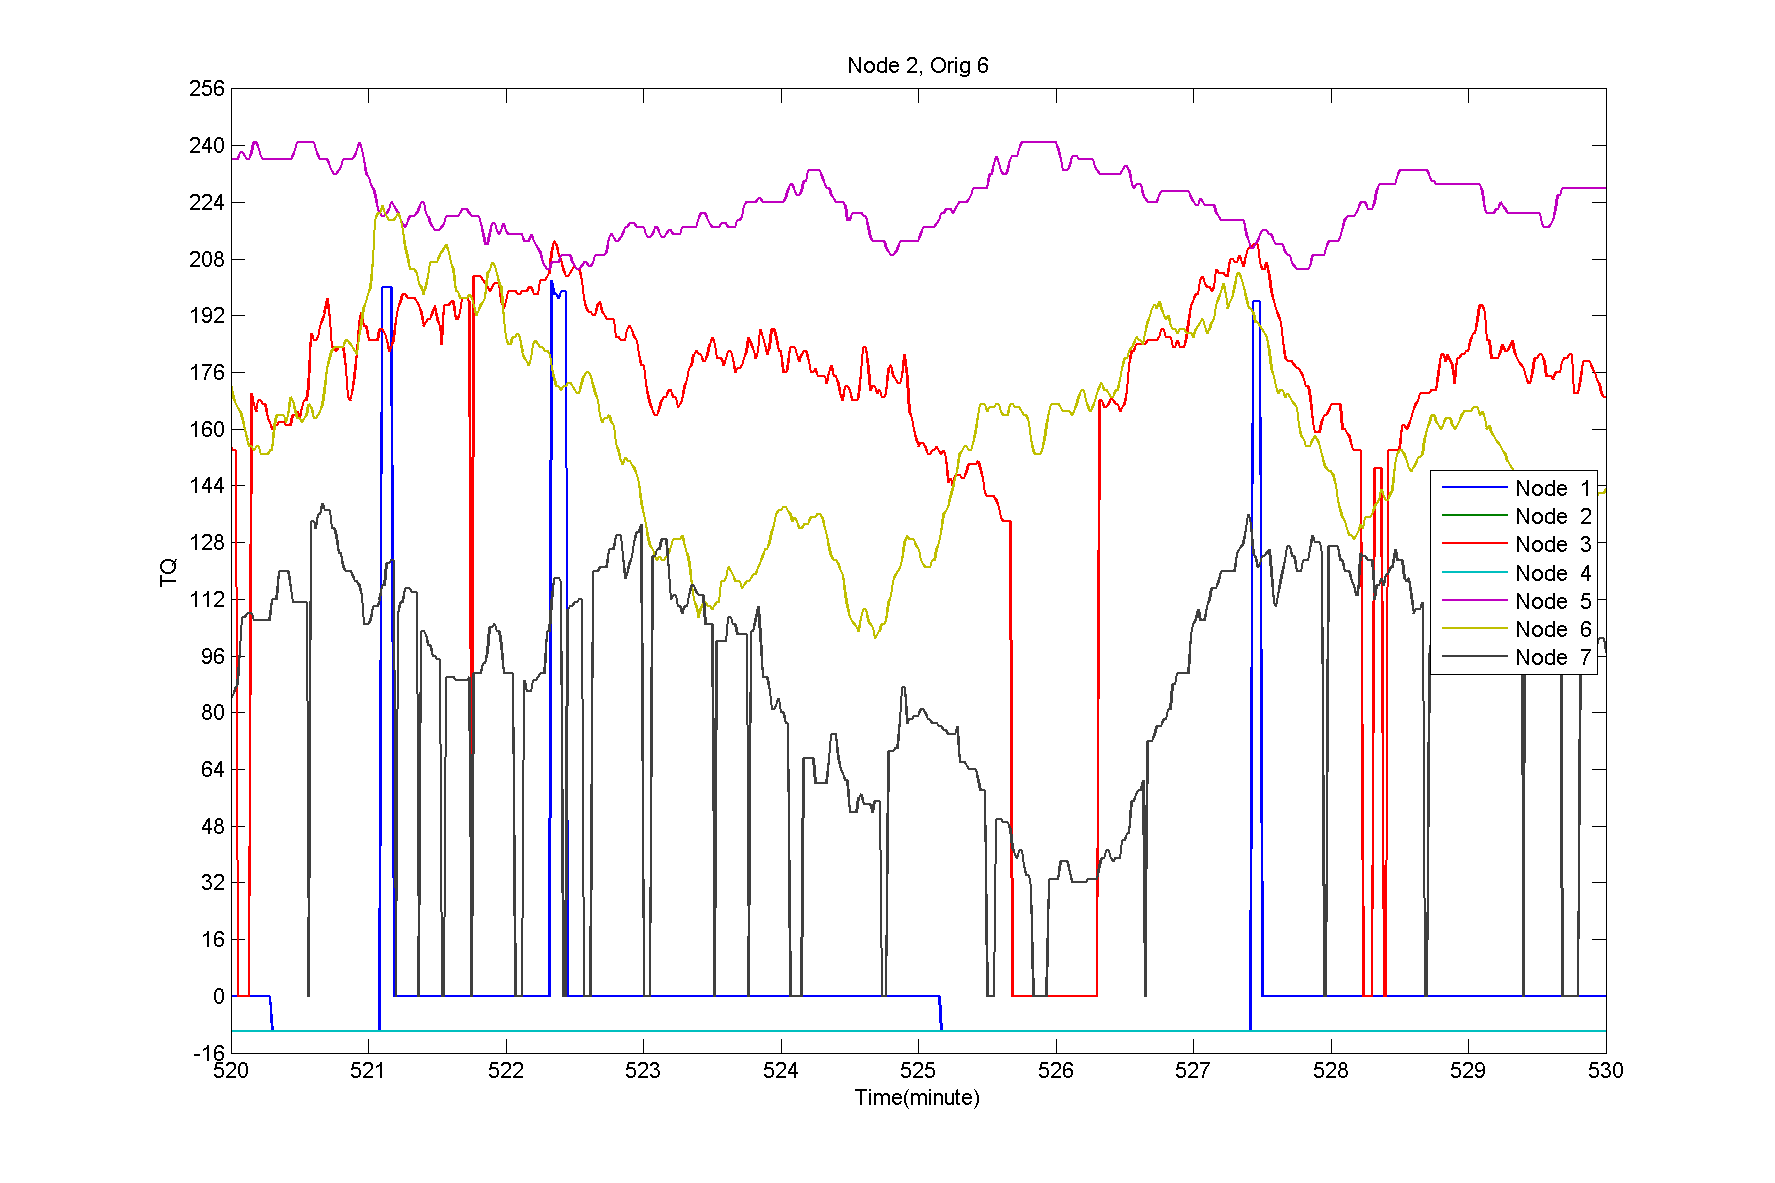 Node 2, Orig 6
256
240
224
208
192
176
160
144
128
112
96
80
64
48
32
16
0
-16
TQ
Node 1
Node 2
Node 3
Node 4
Node 5
Node 6
Node 7
520 521 522 523 524 525 526 527 528 529 530
Time(minute)